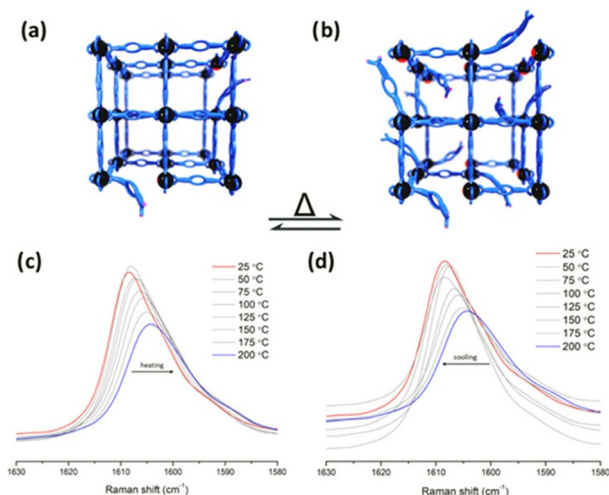 (a)
(b)
Δ
(c)
25 °C
50 °C
75 °C
100 °C
125 °C
150 °C
175 °C
200 °C
heating
1630 1620 1610 1600 1590 1580
Raman shift (cm⁻¹)
(d)
25 °C
50 °C
75 °C
100 °C
125 °C
150 °C
175 °C
200 °C
cooling
1630 1620 1610 1600 1590 1580
Raman shift (cm⁻¹)